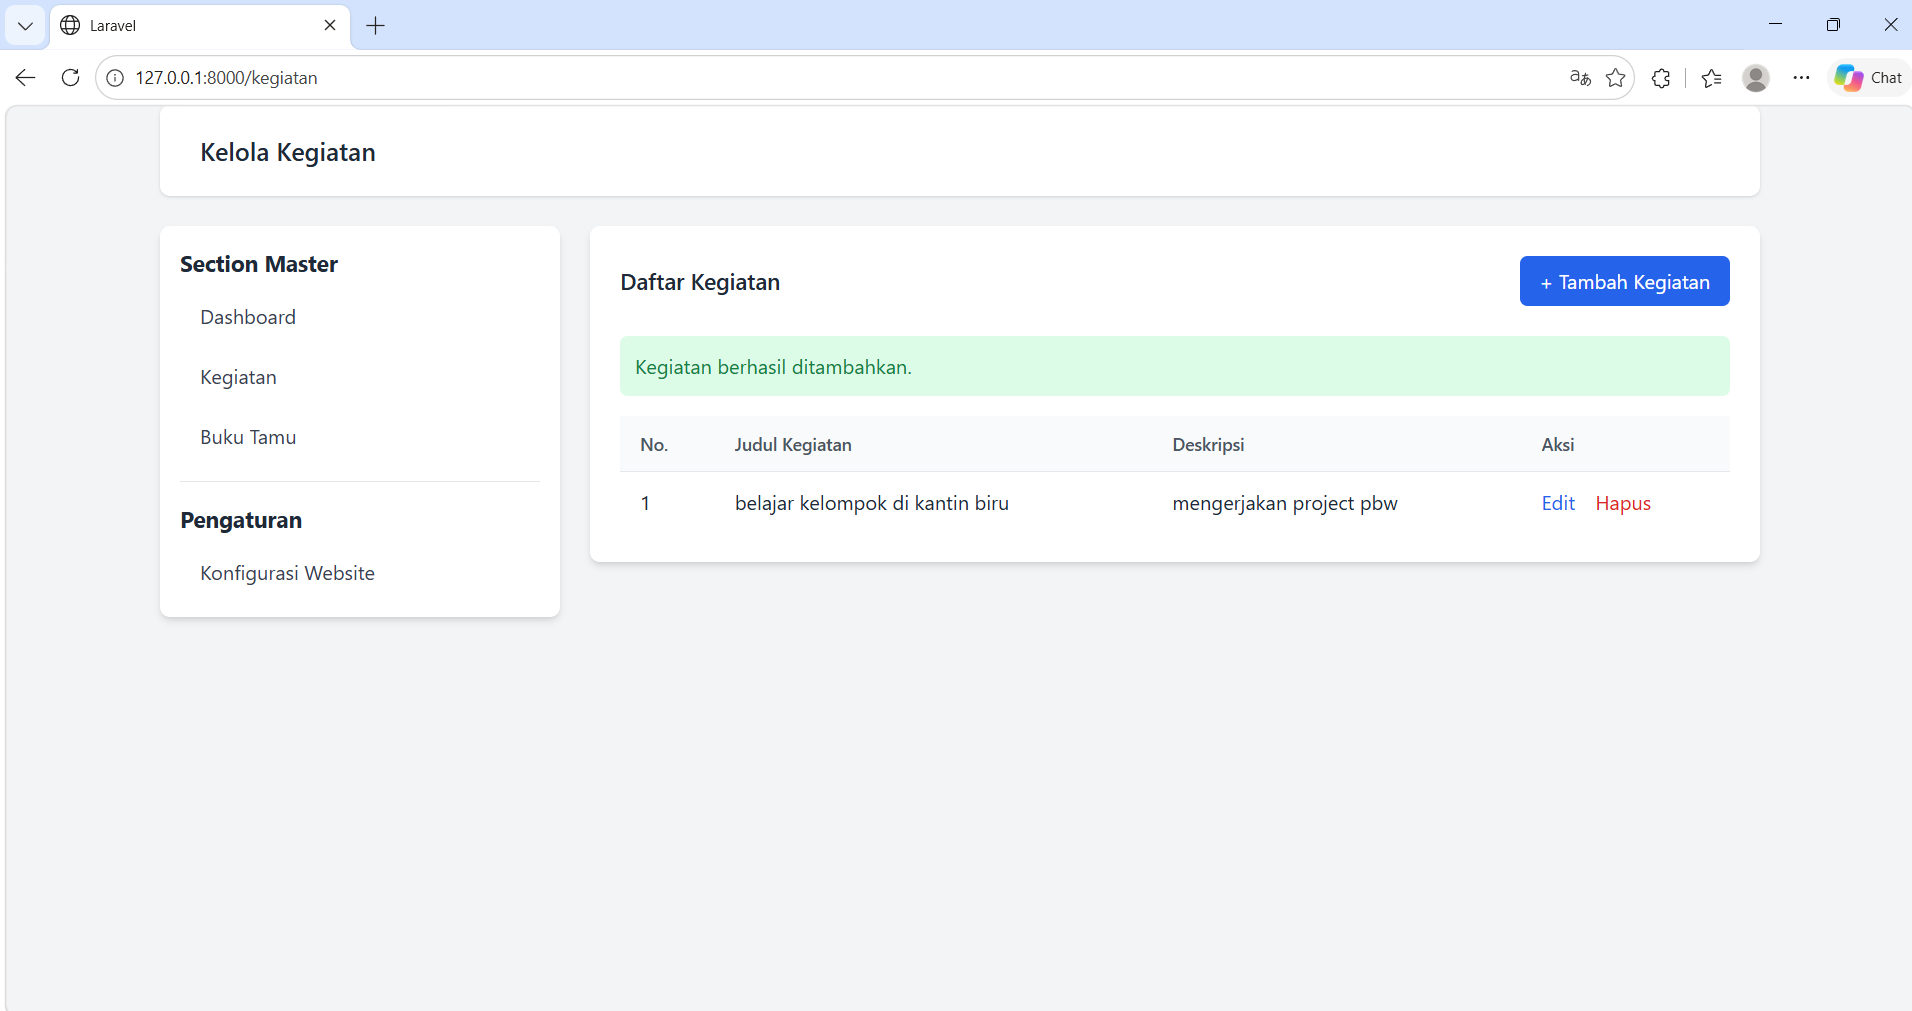 Laravel
127.0.0.1:8000/kegiatan
Chat
Kelola Kegiatan
Section Master
Dashboard
Kegiatan
Buku Tamu
Pengaturan
Konfigurasi Website
Daftar Kegiatan
+ Tambah Kegiatan
Kegiatan berhasil ditambahkan.
No. Judul Kegiatan Deskripsi Aksi
1 belajar kelompok di kantin biru mengerjakan project pbw Edit Hapus